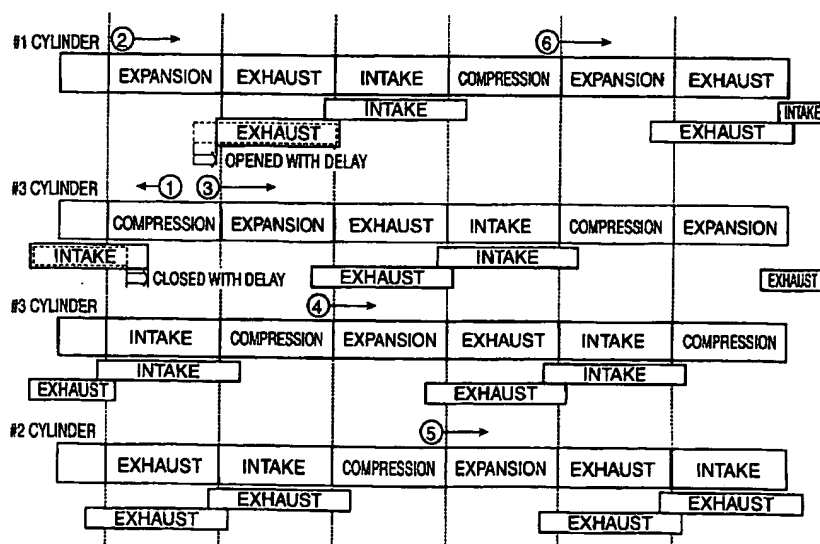 #1 CYLINDER ② ⑥
EXPANSION EXHAUST INTAKE COMPRESSION EXPANSION EXHAUST
INTAKE INTAKE
EXHAUST EXHAUST
OPENED WITH DELAY
#3 CYLINDER ① ③
COMPRESSION EXPANSION EXHAUST INTAKE COMPRESSION EXPANSION
INTAKE INTAKE
CLOSED WITH DELAY EXHAUST EXHAUST
#3 CYLINDER ④
INTAKE COMPRESSION EXPANSION EXHAUST INTAKE COMPRESSION
INTAKE INTAKE
EXHAUST EXHAUST
#2 CYLINDER ⑤
EXHAUST INTAKE COMPRESSION EXPANSION EXHAUST INTAKE
EXHAUST EXHAUST
EXHAUST EXHAUST